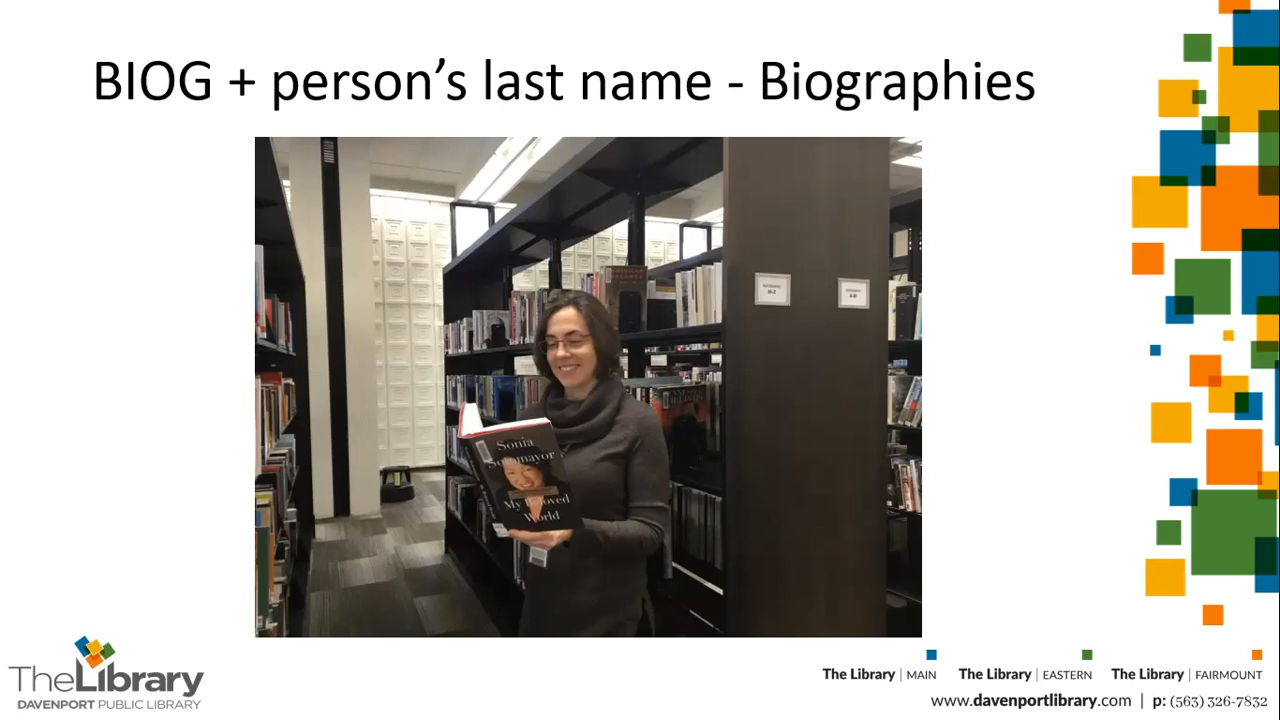 BIOG + person’s last name - Biographies
Sonia
Sotomayor
My Beloved
World
TheLibrary
DAVENPORT PUBLIC LIBRARY
The Library | MAIN The Library | EASTERN The Library | FAIRMOUNT
www.davenportlibrary.com | p: (563) 326-7832